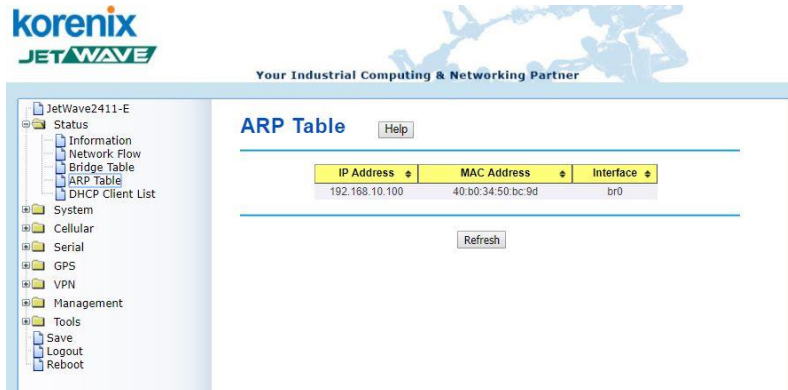 korenix
JETWAVE
Your Industrial Computing & Networking Partner
JetWave2411-E
Status
Information
Network Flow
Bridge Table
ARP Table
DHCP Client List
System
Cellular
Serial
GPS
VPN
Management
Tools
Save
Logout
Reboot
ARP Table Help
IP Address MAC Address Interface
192.168.10.100 40:b0:34:50:bc:9d br0
Refresh